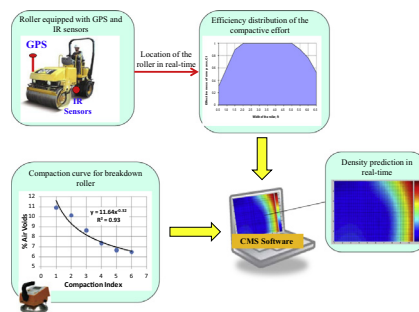 Roller equipped with GPS and
IR sensors
GPS
IR
Sensors
Location of the
roller in real-time
Efficiency distribution of the
compactive effort
Compaction curve for breakdown
roller
% Air Voids
12
11
10
9
8
7
6
5
y = 11.64x^-0.32
R² = 0.93
0 1 2 3 4 5 6 7
Compaction Index
CMS Software
Density prediction in
real-time